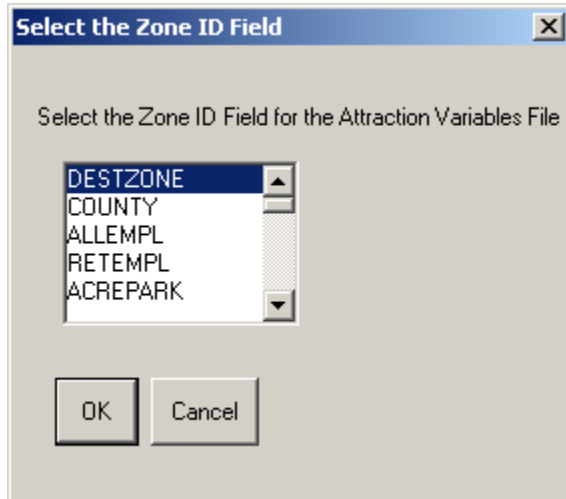 Select the Zone ID Field
Select the Zone ID Field for the Attraction Variables File
DESTZONE
COUNTY
ALLEMPL
RETEMPL
ACREPARK
OK
Cancel